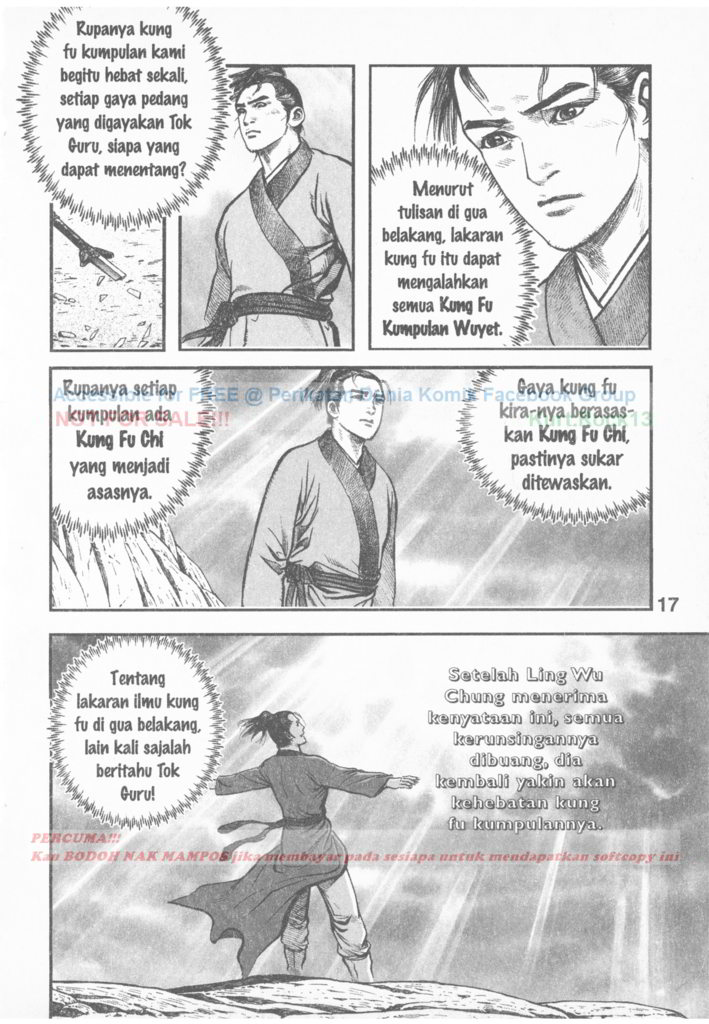 Rupanya kung
fu kumpulan kami
begitu hebat sekali,
setiap gaya pedang
yang digayakan Tok
Guru, siapa yang
dapat menentang?
Menurut
tulisan di gua
belakang, lakaran
kung fu itu dapat
mengalahkan
semua Kung Fu
Kumpulan Wuyet.
Accessible for FREE @ Perikatan Dunia Komik Facebook Group
NOT FOR SALE!!!
Kurt.Rock13
Rupanya setiap
kumpulan ada
Kung Fu Chi
yang menjadi
asasnya.
Gaya kung fu
kira-nya berasas-
kan Kung Fu Chi,
pastinya sukar
ditewaskan.
17
Tentang
lakaran ilmu kung
fu di gua belakang,
lain kali sajalah
beritahu Tok
Guru!
Setelah Ling Wu
Chung menerima
kenyataan ini, semua
kerunsingannya
dibuang, dia
kembali yakin akan
kehebatan kung
fu kumpulannya.
PERCUMA!!!
Kau BODOH NAK MAMPOS jika membayar pada sesiapa untuk mendapatkan softcopy ini